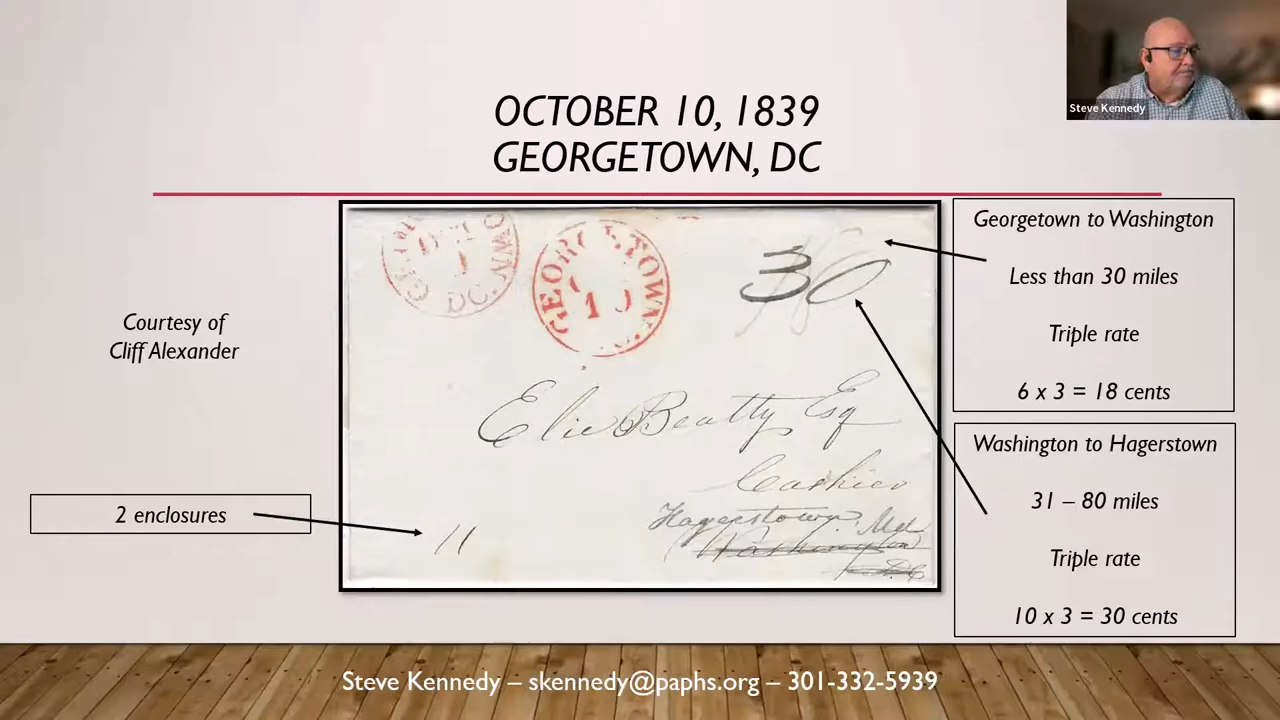 Steve Kennedy
OCTOBER 10, 1839
GEORGETOWN, DC
Georgetown to Washington
Less than 30 miles
Triple rate
6 x 3 = 18 cents
Courtesy of
Cliff Alexander
30
GEORGETOWN
10
D.C.
Elie Beatty Esq
Cashier
Hagerstown. Md
Washington
D.C.
2 enclosures
11
Washington to Hagerstown
31 – 80 miles
Triple rate
10 x 3 = 30 cents
Steve Kennedy – skennedy@paphs.org – 301-332-5939